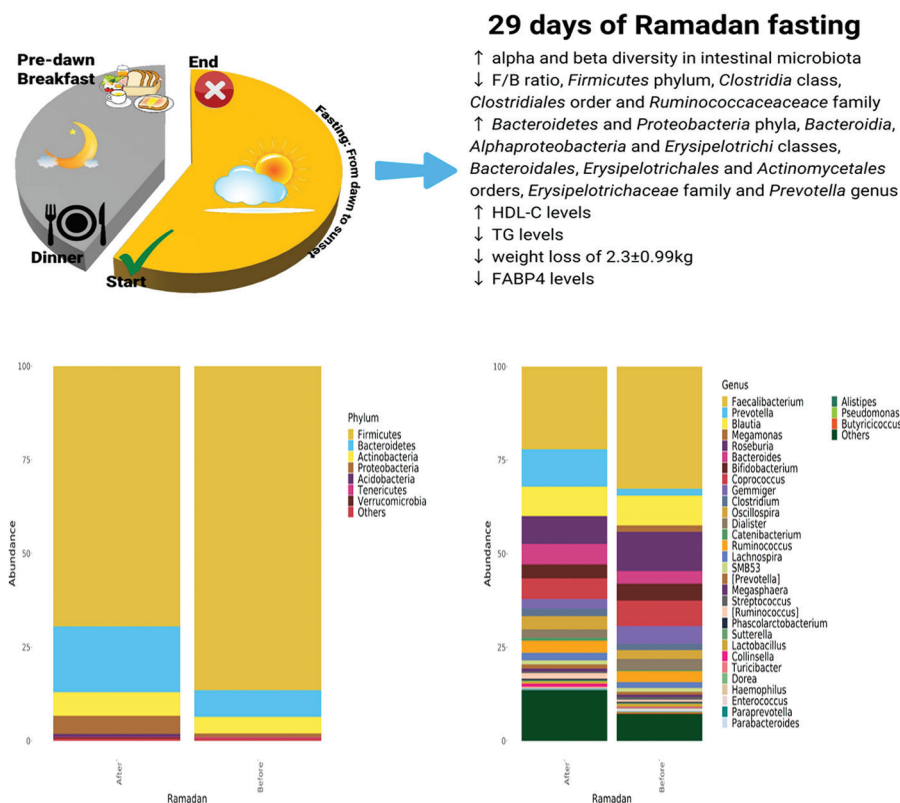 29 days of Ramadan fasting
↑ alpha and beta diversity in intestinal microbiota
↓ F/B ratio, Firmicutes phylum, Clostridia class,
Clostridiales order and Ruminococcaceaceace family
↑ Bacteroidetes and Proteobacteria phyla, Bacteroidia,
Alphaproteobacteria and Erysipelotrichi classes,
Bacteroidales, Erysipelotrichales and Actinomycetales
orders, Erysipelotrichaceae family and Prevotella genus
↑ HDL-C levels
↓ TG levels
↓ weight loss of 2.3±0.99kg
↓ FABP4 levels
Pre-dawn
Breakfast
End
Fasting: From dawn to sunset
Dinner
Start
100
75
50
25
0
Abundance
After
Before
Ramadan
Phylum
Firmicutes
Bacteroidetes
Actinobacteria
Proteobacteria
Acidobacteria
Tenericutes
Verrucomicrobia
Others
100
75
50
25
0
Abundance
After
Before
Ramadan
Genus
Faecalibacterium
Prevotella
Blautia
Megamonas
Roseburia
Bacteroides
Bifidobacterium
Coprococcus
Gemmiger
Clostridium
Oscillospira
Dialister
Catenibacterium
Ruminococcus
Lachnospira
SMB53
[Prevotella]
Megasphaera
Streptococcus
[Ruminococcus]
Phascolarctobacterium
Sutterella
Lactobacillus
Collinsella
Turicibacter
Dorea
Haemophilus
Enterococcus
Paraprevotella
Parabacteroides
Alistipes
Pseudomonas
Butyricicoccus
Others